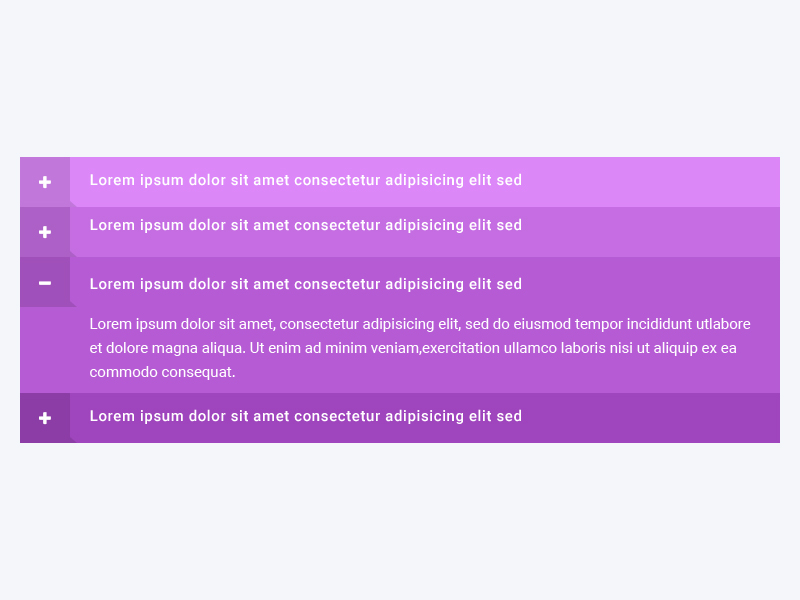 Lorem ipsum dolor sit amet consectetur adipisicing elit sed
Lorem ipsum dolor sit amet consectetur adipisicing elit sed
Lorem ipsum dolor sit amet consectetur adipisicing elit sed
Lorem ipsum dolor sit amet, consectetur adipisicing elit, sed do eiusmod tempor incididunt utlabore
et dolore magna aliqua. Ut enim ad minim veniam,exercitation ullamco laboris nisi ut aliquip ex ea
commodo consequat.
Lorem ipsum dolor sit amet consectetur adipisicing elit sed